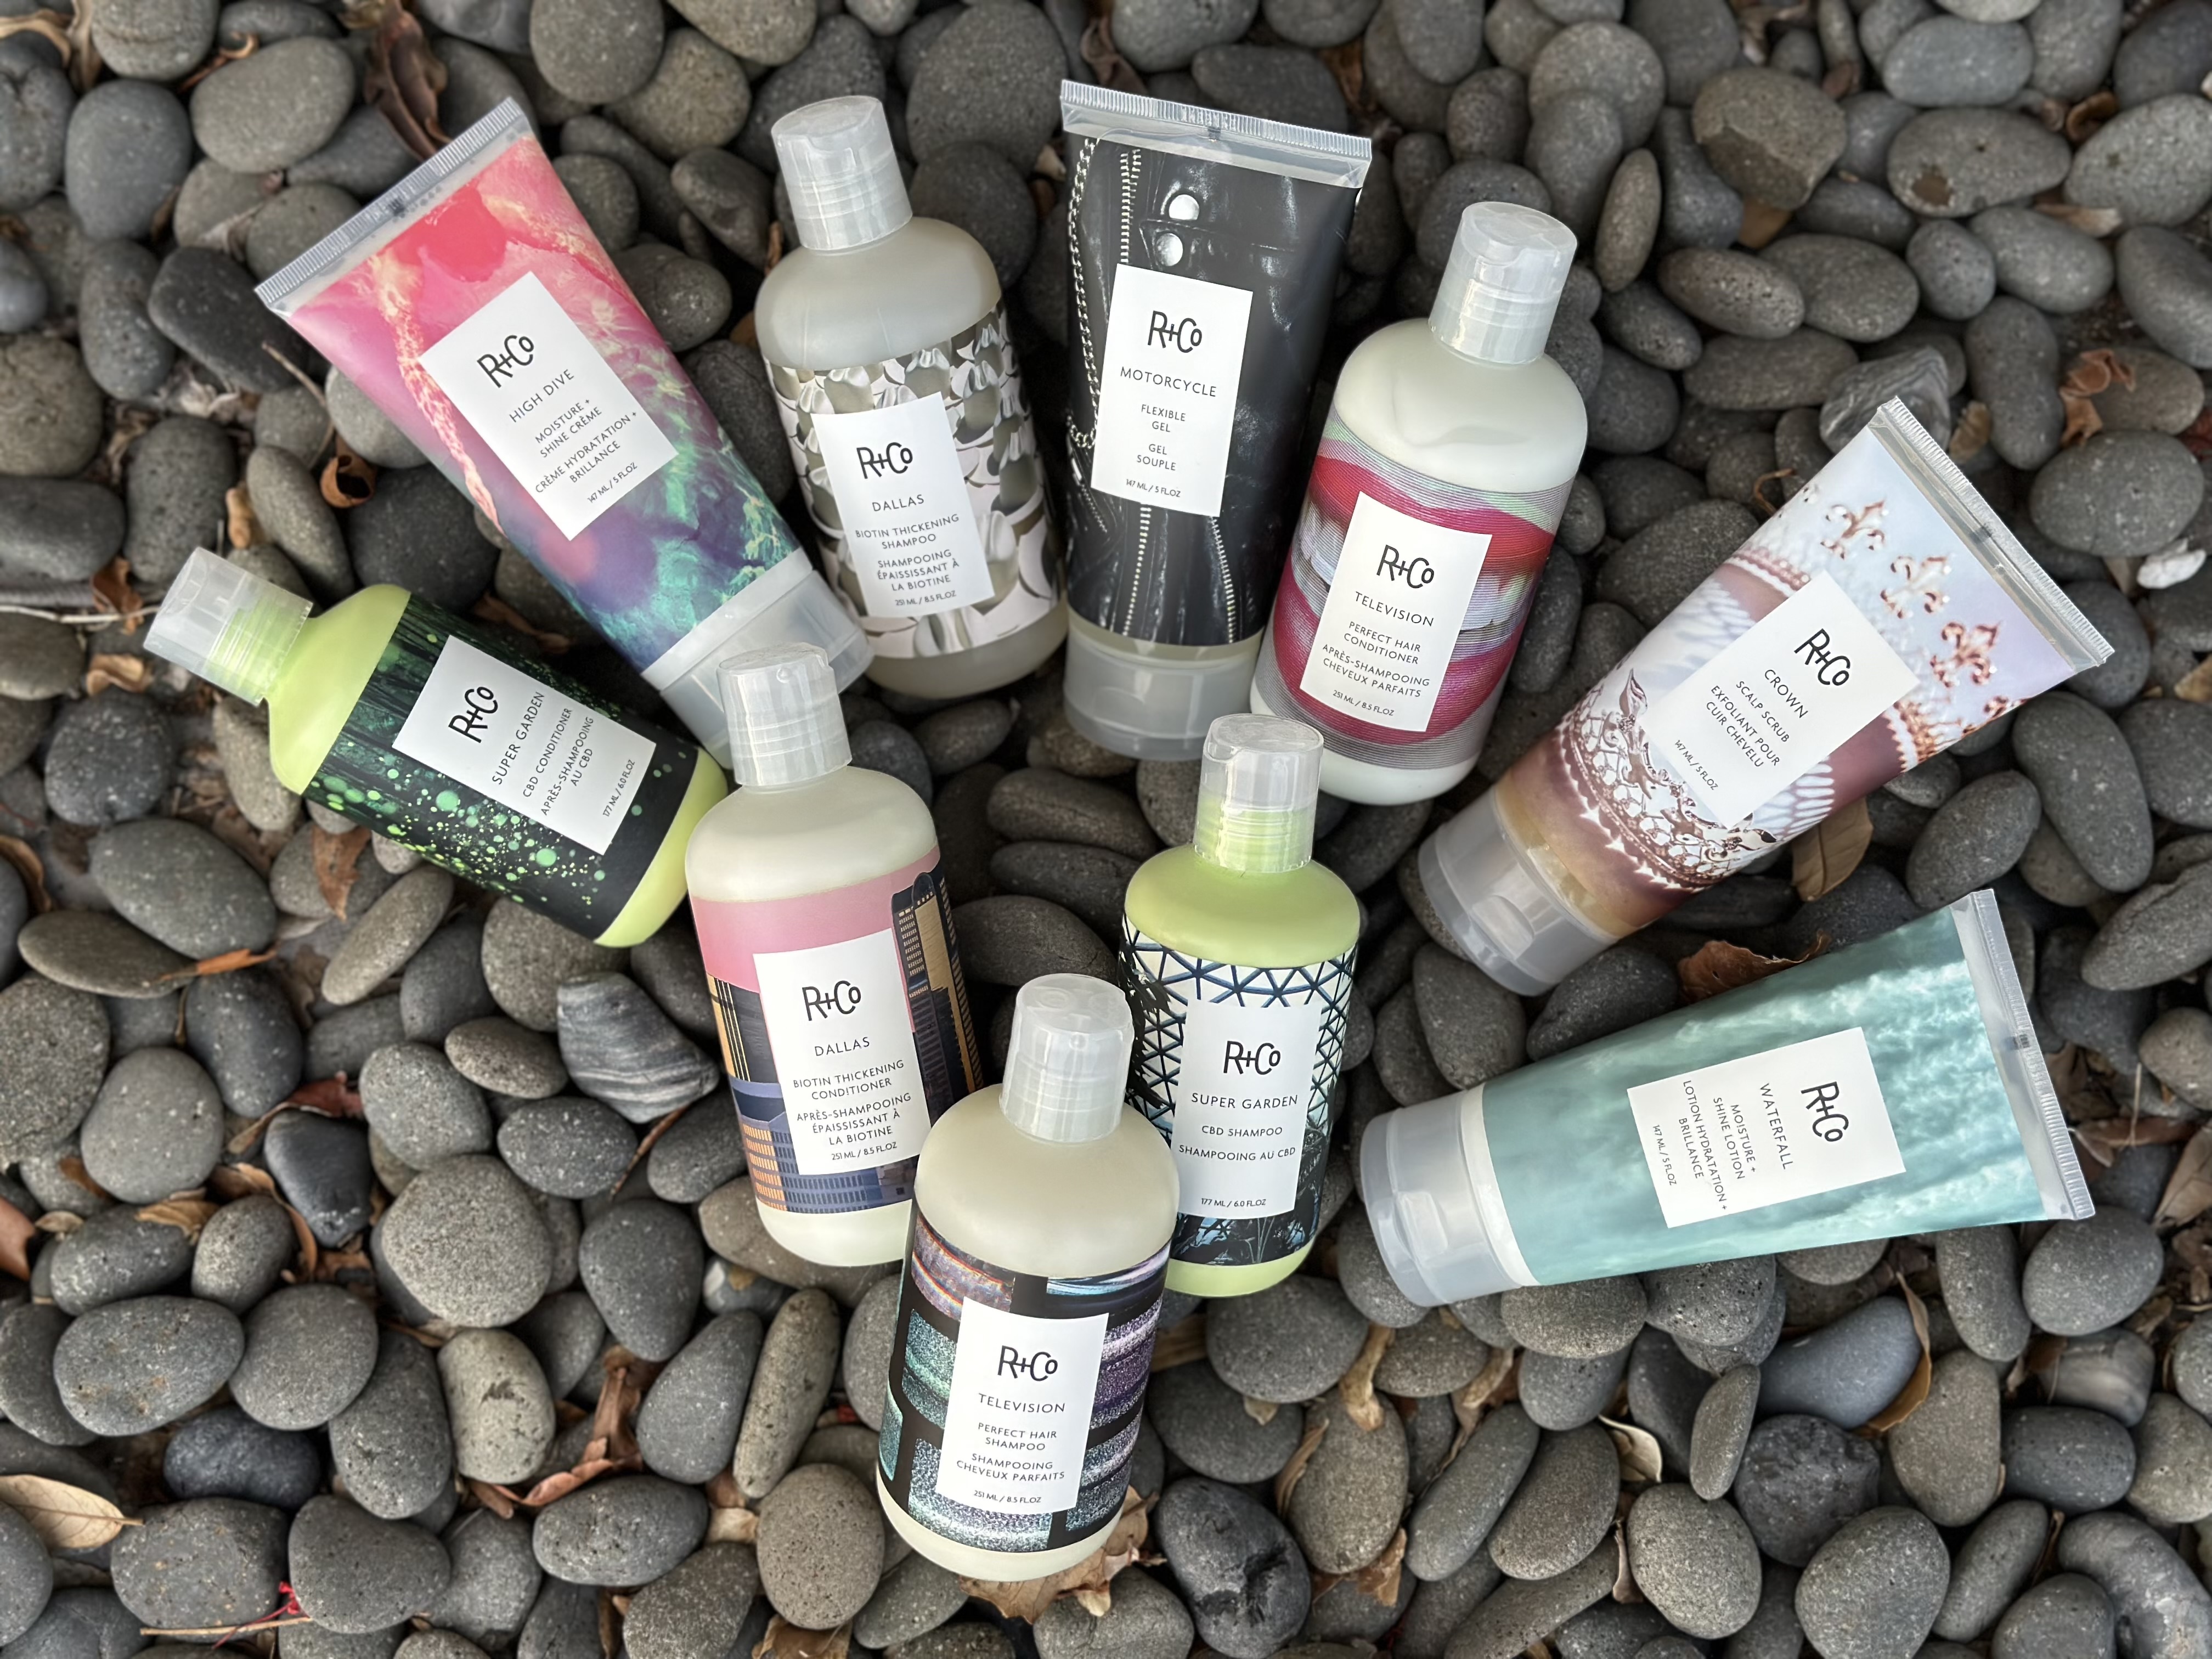 R+Co
HIGH DIVE
MOISTURE +
SHINE CRÈME
CRÈME HYDRATATION +
BRILLANCE
147 ML / 5 FL.OZ
R+Co
DALLAS
BIOTIN THICKENING
SHAMPOO
SHAMPOOING
ÉPAISSISSANT À
LA BIOTINE
251 ML / 8.5 FL.OZ
R+Co
MOTORCYCLE
FLEXIBLE
GEL
GEL
SOUPLE
147 ML / 5 FL.OZ
R+Co
TELEVISION
PERFECT HAIR
CONDITIONER
APRÈS-SHAMPOOING
CHEVEUX PARFAITS
251 ML / 8.5 FL.OZ
R+Co
CROWN
SCALP SCRUB
EXFOLIANT POUR
CUIR CHEVELU
147 ML / 5 FL.OZ
R+Co
SUPER GARDEN
CBD CONDITIONER
APRÈS-SHAMPOOING
AU CBD
177 ML / 6.0 FL.OZ
R+Co
DALLAS
BIOTIN THICKENING
CONDITIONER
APRÈS-SHAMPOOING
ÉPAISSISSANT À
LA BIOTINE
251 ML / 8.5 FL.OZ
R+Co
SUPER GARDEN
CBD SHAMPOO
SHAMPOOING AU CBD
177 ML / 6.0 FL.OZ
R+Co
WATERFALL
MOISTURE +
SHINE LOTION
LOTION HYDRATATION +
BRILLANCE
147 ML / 5 FL.OZ
R+Co
TELEVISION
PERFECT HAIR
SHAMPOO
SHAMPOOING
CHEVEUX PARFAITS
251 ML / 8.5 FL.OZ